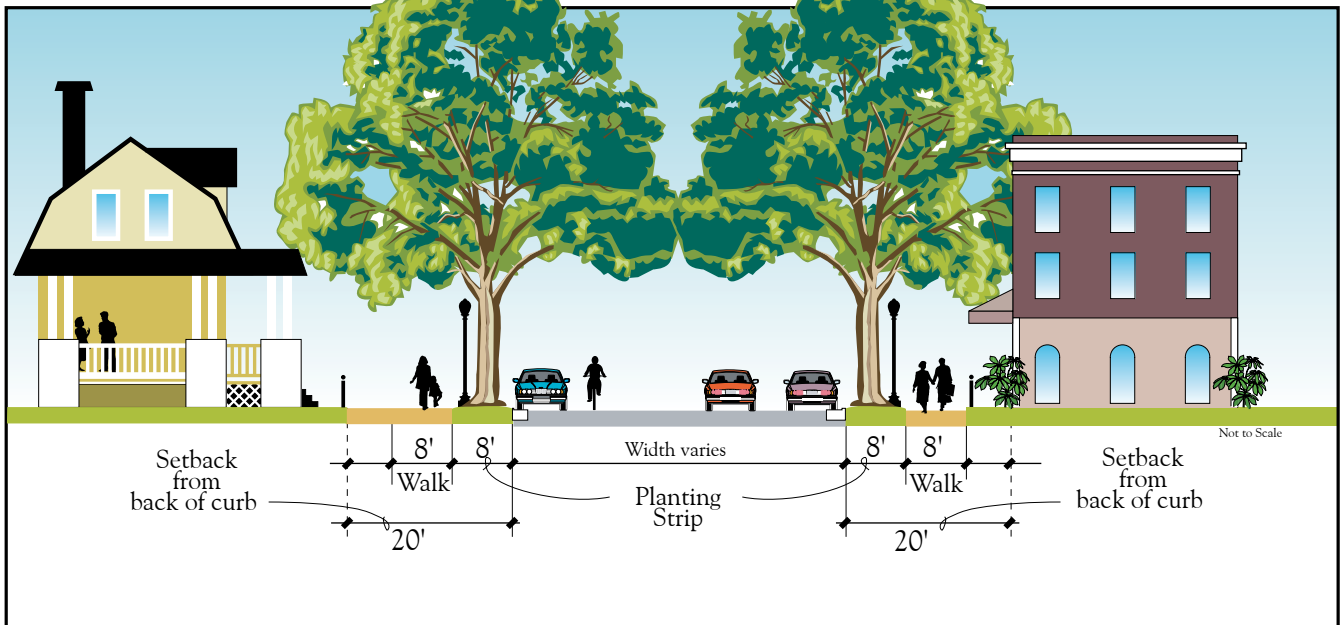 Not to Scale
8'
8'
Width varies
8'
8'
Setback
from
back of curb
Walk
Planting
Strip
Walk
Setback
from
back of curb
20'
20'